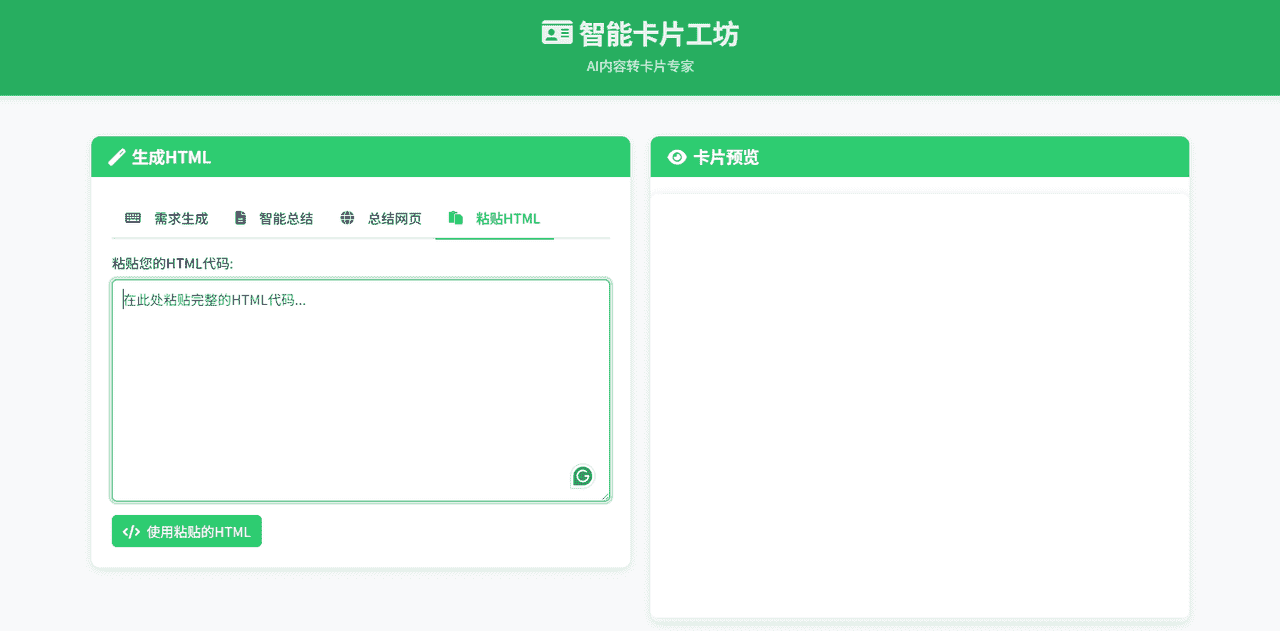 智能卡片工坊
AI内容转卡片专家
生成HTML
需求生成 智能总结 总结网页 粘贴HTML
粘贴您的HTML代码:
在此处粘贴完整的HTML代码...
使用粘贴的HTML
卡片预览